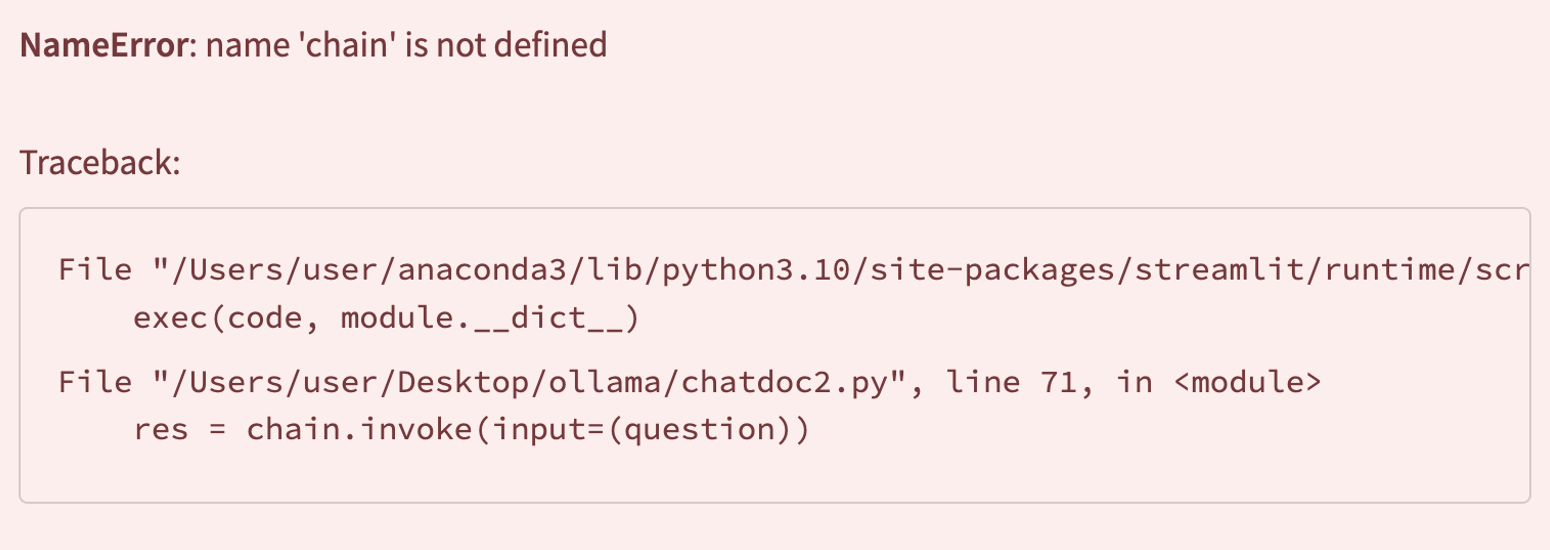 NameError: name 'chain' is not defined
Traceback:
File "/Users/user/anaconda3/lib/python3.10/site-packages/streamlit/runtime/scr
exec(code, module.__dict__)
File "/Users/user/Desktop/ollama/chatdoc2.py", line 71, in <module>
res = chain.invoke(input=(question))